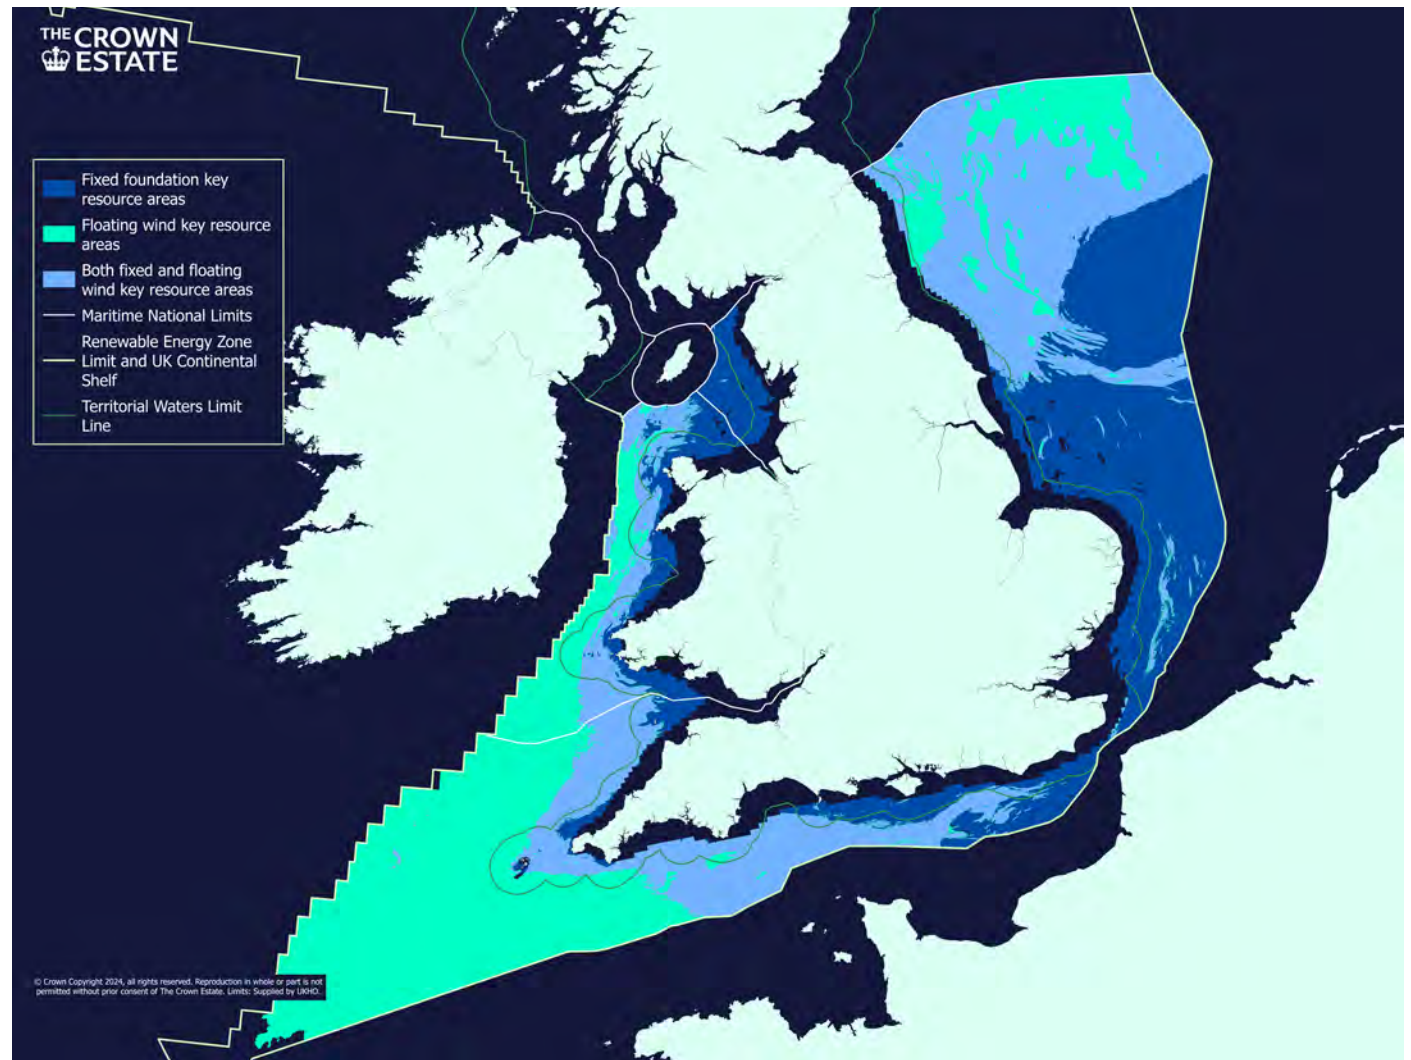 THE CROWN
ESTATE
Fixed foundation key
resource areas
Floating wind key resource
areas
Both fixed and floating
wind key resource areas
Maritime National Limits
Renewable Energy Zone
Limit and UK Continental
Shelf
Territorial Waters Limit
Line
© Crown Copyright 2024, all rights reserved. Reproduction in whole or part is not
permitted without prior consent of The Crown Estate. Limits: Supplied by UKHO.